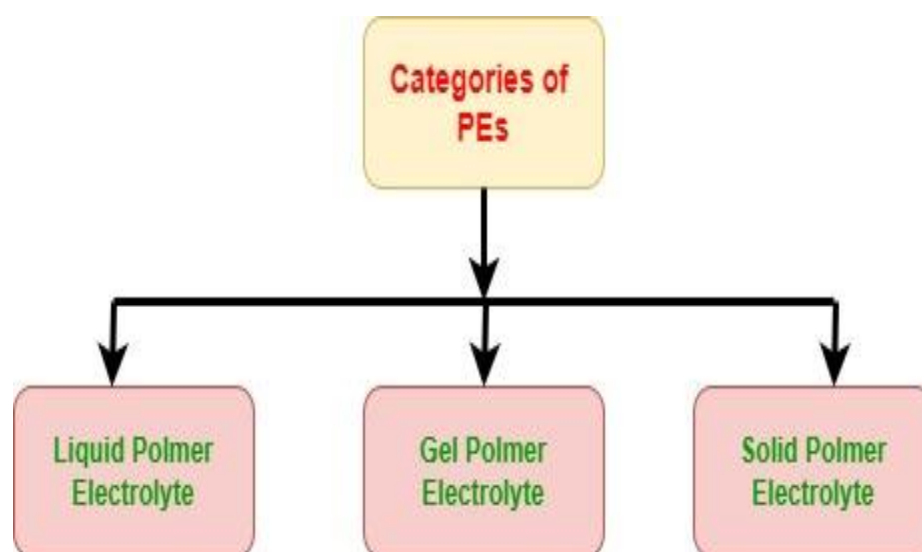 Categories of
PEs
Liquid Polmer
Electrolyte
Gel Polmer
Electrolyte
Solid Polmer
Electrolyte